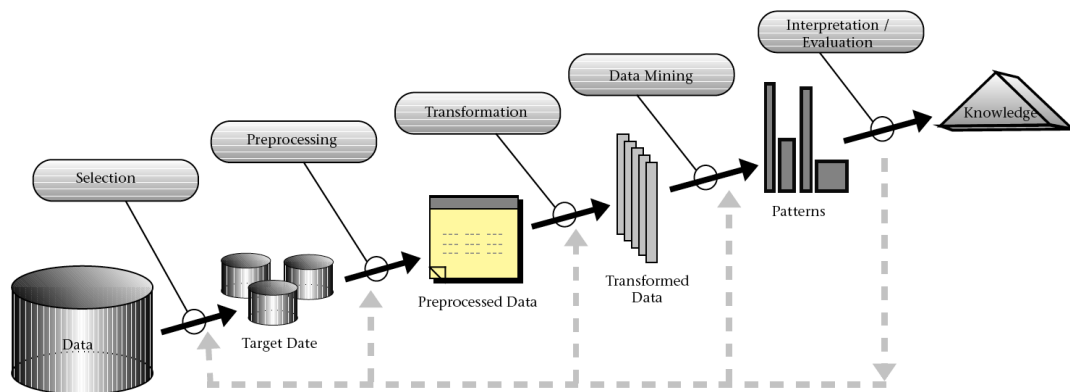 Interpretation /
Evaluation
Data Mining
Transformation
Preprocessing
Selection
Data
Target Date
Preprocessed Data
Transformed
Data
Patterns
Knowledge